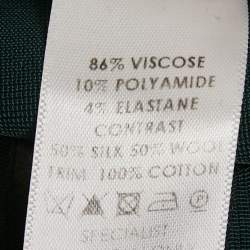 86% VISCOSE
10% POLYAMIDE
4% ELASTANE
CONTRAST
50% SILK 50% WOOL
TRIM 100% COTTON
SPECIALIST